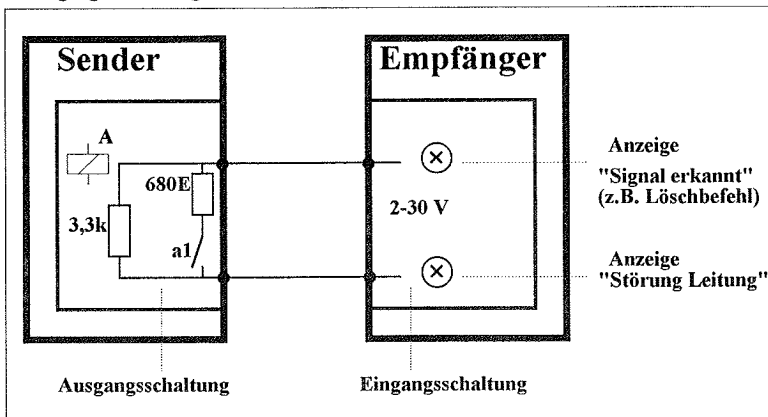 Sender
Empfänger
A
680E
3,3k
a1
2-30 V
Anzeige
"Signal erkannt"
(z.B. Löschbefehl)
Anzeige
"Störung Leitung"
Ausgangsschaltung
Eingangsschaltung